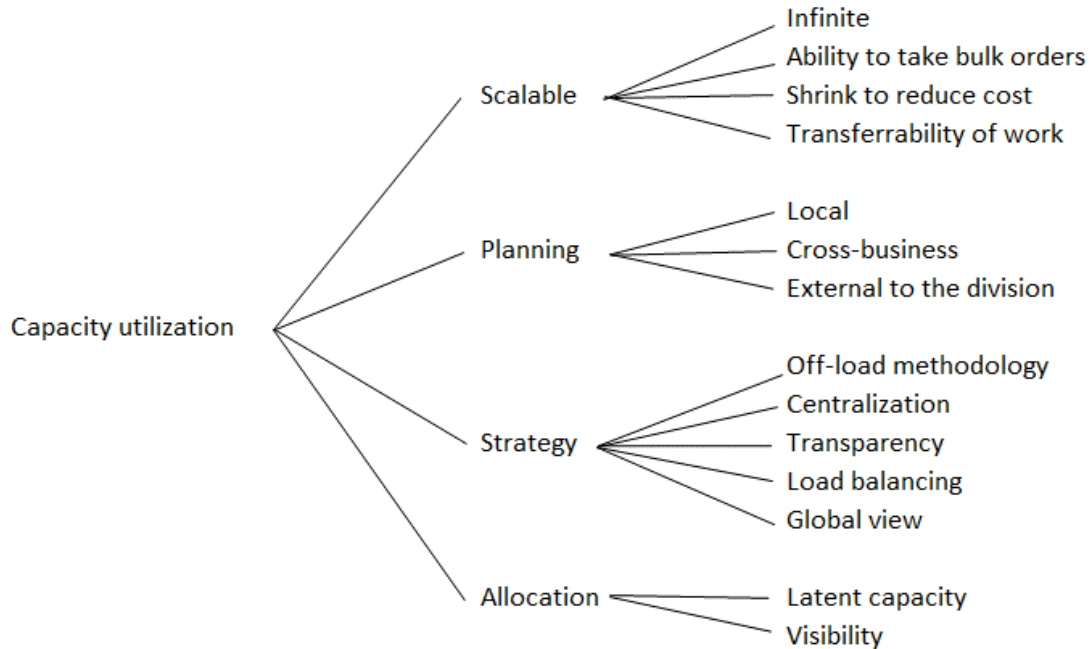 Capacity utilization
Scalable
Infinite
Ability to take bulk orders
Shrink to reduce cost
Transferrability of work
Planning
Local
Cross-business
External to the division
Strategy
Off-load methodology
Centralization
Transparency
Load balancing
Global view
Allocation
Latent capacity
Visibility